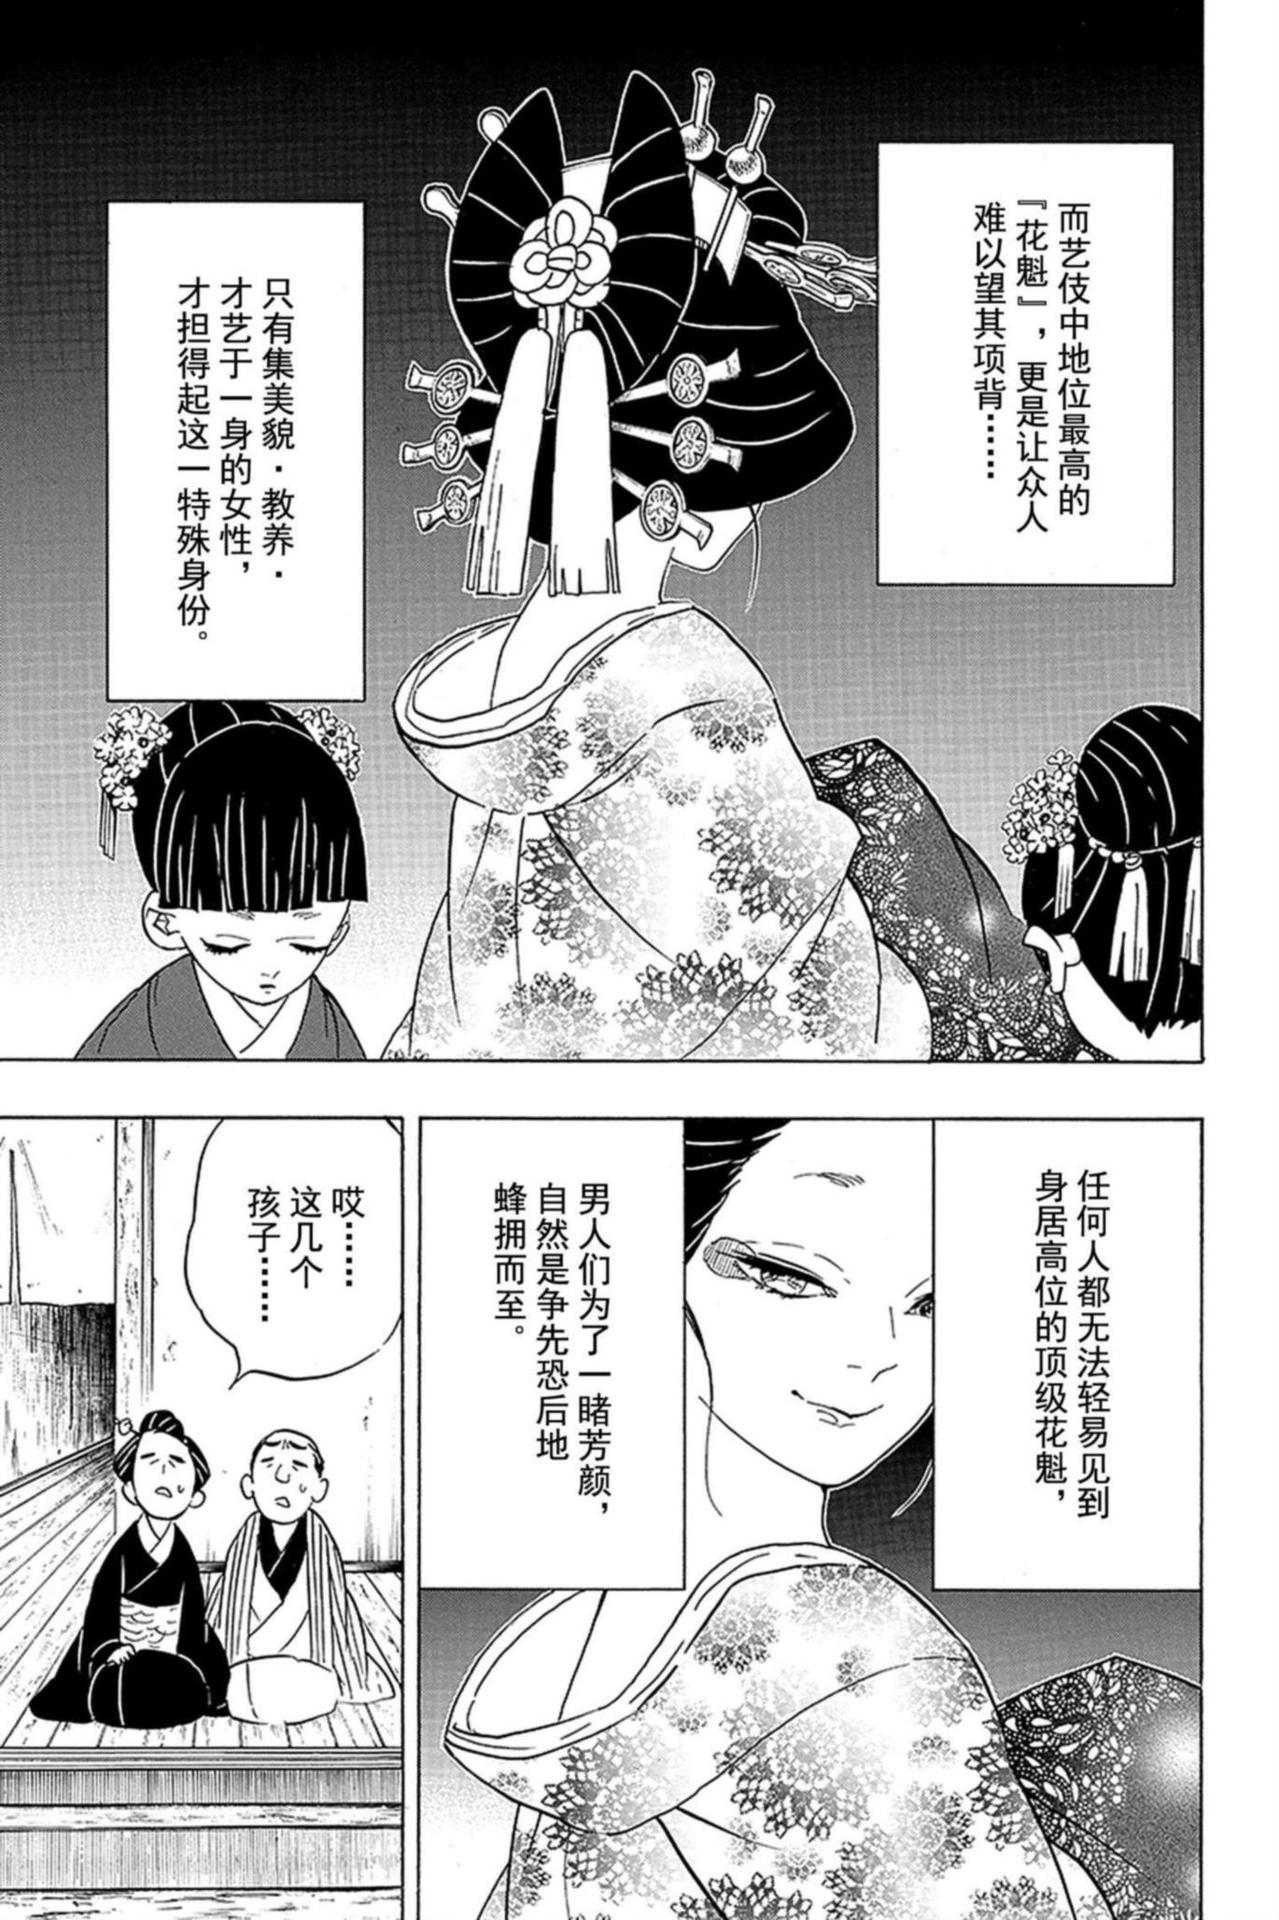 而艺伎中地位最高的
『花魁』，更是让众人
难以望其项背……
只有集美貌·教养·
才艺于一身的女性，
才担得起这一特殊身份。
任何人都无法轻易见到
身居高位的顶级花魁，
男人们为了一睹芳颜，
自然是争先恐后地
蜂拥而至。
哎……
这几个
孩子……